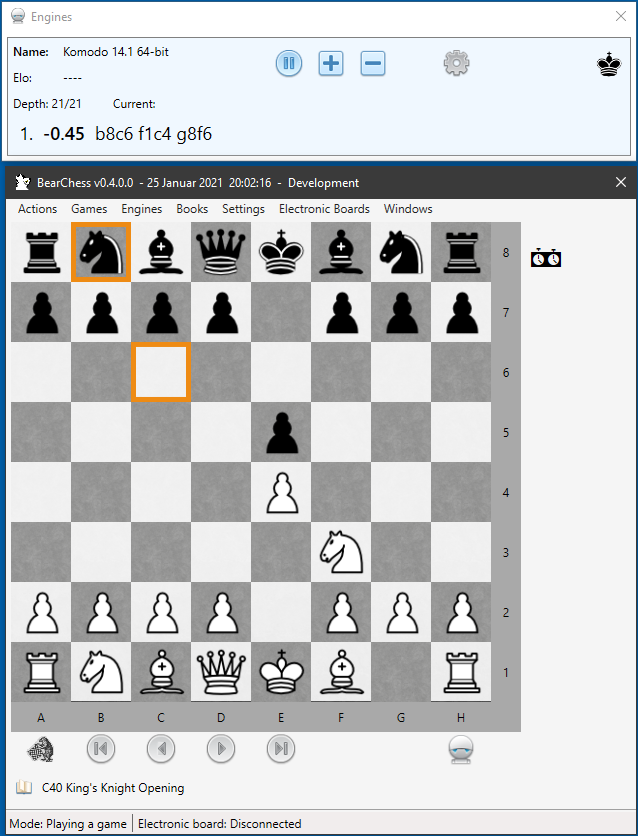 Engines
Name: Komodo 14.1 64-bit
Elo: ----
Depth: 21/21 Current:
1. -0.45 b8c6 f1c4 g8f6
BearChess v0.4.0.0 - 25 Januar 2021 20:02:16 - Development
Actions Games Engines Books Settings Electronic Boards Windows
8
7
6
5
4
3
2
1
A B C D E F G H
C40 King's Knight Opening
Mode: Playing a game Electronic board: Disconnected